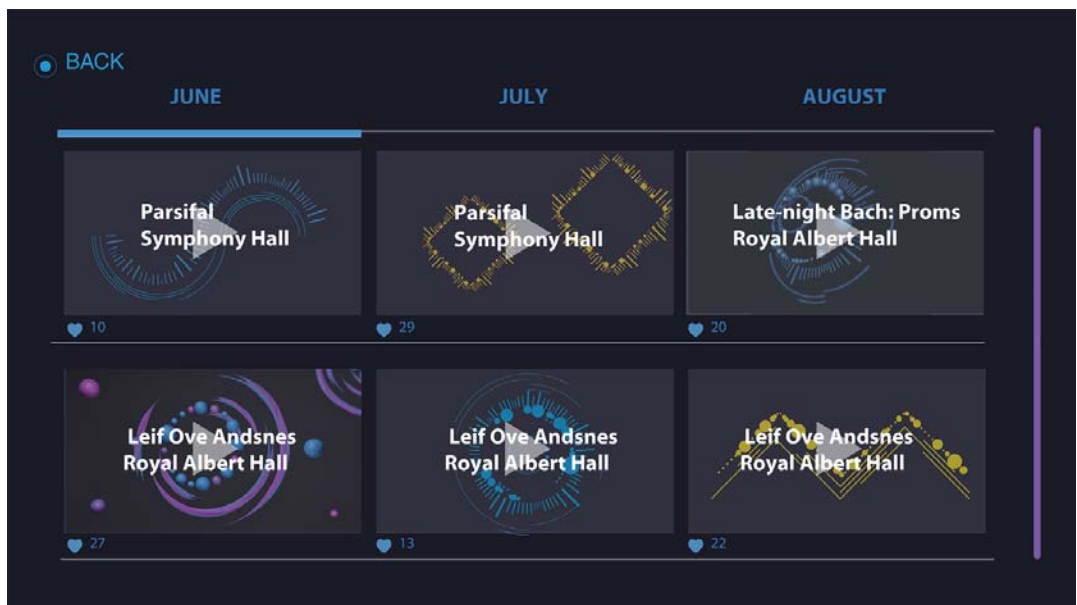 BACK
JUNE
JULY
AUGUST
Parsifal
Symphony Hall
10
Parsifal
Symphony Hall
29
Late-night Bach: Proms
Royal Albert Hall
20
Leif Ove Andsnes
Royal Albert Hall
27
Leif Ove Andsnes
Royal Albert Hall
13
Leif Ove Andsnes
Royal Albert Hall
22